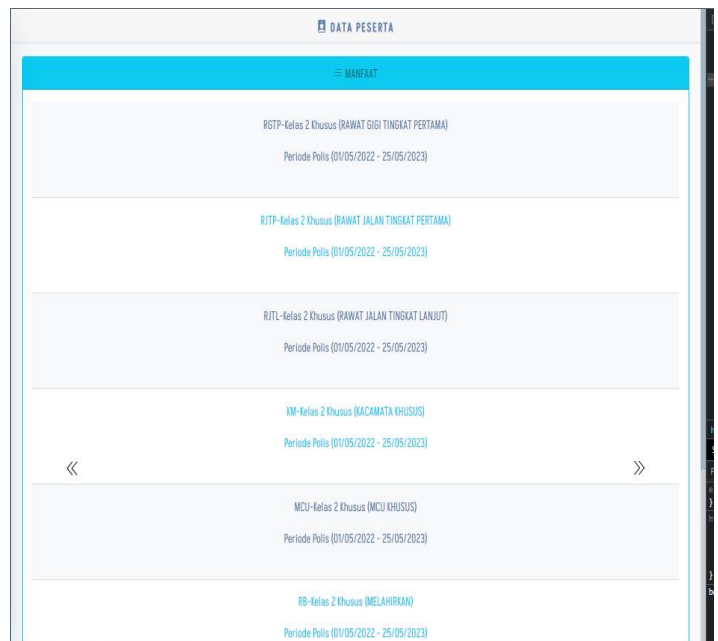 DATA PESERTA
MANFAAT
RGTP-Kelas 2 Khusus (RAWAT GIGI TINGKAT PERTAMA)
Periode Polis (01/05/2022 - 25/05/2023)
RJTP-Kelas 2 Khusus (RAWAT JALAN TINGKAT PERTAMA)
Periode Polis (01/05/2022 - 25/05/2023)
RJTL-Kelas 2 Khusus (RAWAT JALAN TINGKAT LANJUT)
Periode Polis (01/05/2022 - 25/05/2023)
KM-Kelas 2 Khusus (KACAMATA KHUSUS)
Periode Polis (01/05/2022 - 25/05/2023)
MCU-Kelas 2 Khusus (MCU KHUSUS)
Periode Polis (01/05/2022 - 25/05/2023)
RB-Kelas 2 Khusus (MELAHIRKAN)
Periode Polis (01/05/2022 - 25/05/2023)